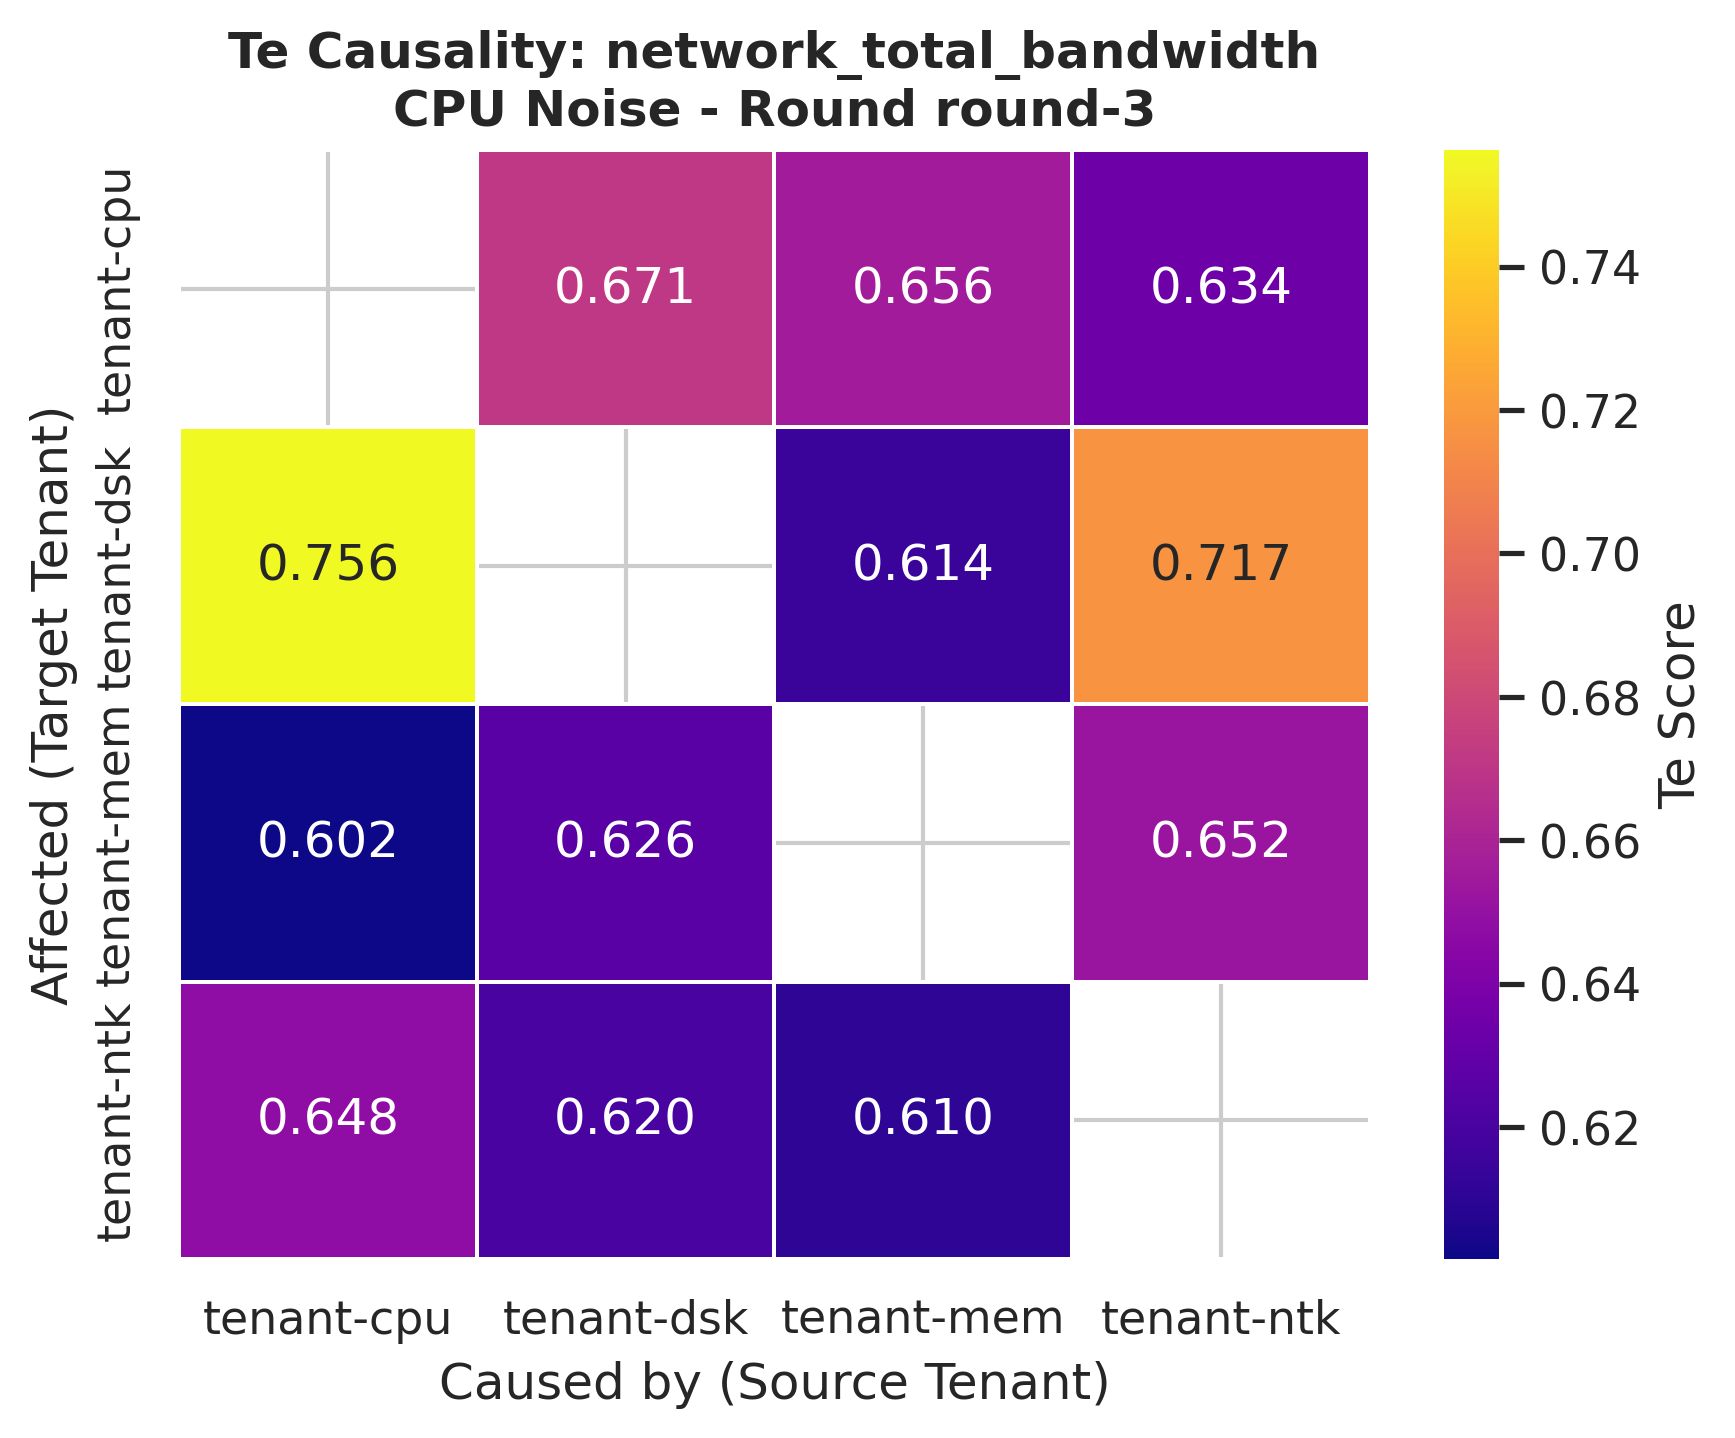 Te Causality: network_total_bandwidth
CPU Noise - Round round-3
Affected (Target Tenant)
tenant-cpu
0.671
0.656
0.634
tenant-dsk
0.756
0.614
0.717
tenant-mem
0.602
0.626
0.652
tenant-ntk
0.648
0.620
0.610
tenant-cpu
tenant-dsk
tenant-mem
tenant-ntk
Caused by (Source Tenant)
0.74
0.72
0.70
0.68
0.66
0.64
0.62
Te Score